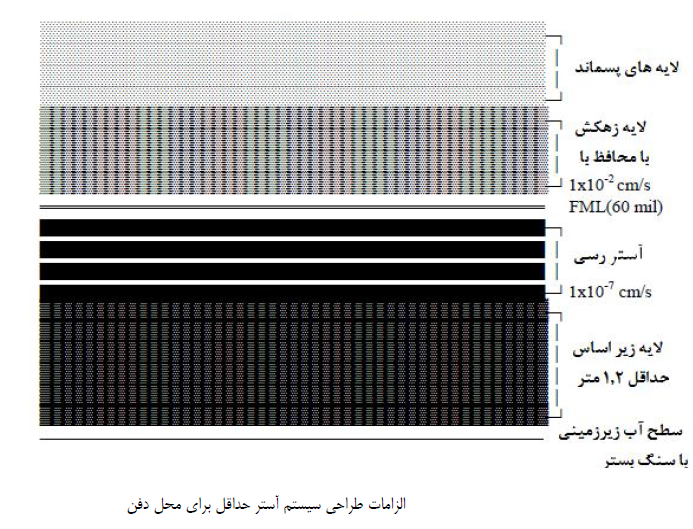 لایه های پسماند
لایه زهکش
با محافظ با
1x10-2 cm/s
FML(60 mil)
آستر رسی
1x10-7 cm/s
لایه زیر اساس
حداقل ۱,۲ متر
سطح آب زیرزمینی
یا سنگ بستر
الزامات طراحی سیستم آستر حداقل برای محل دفن